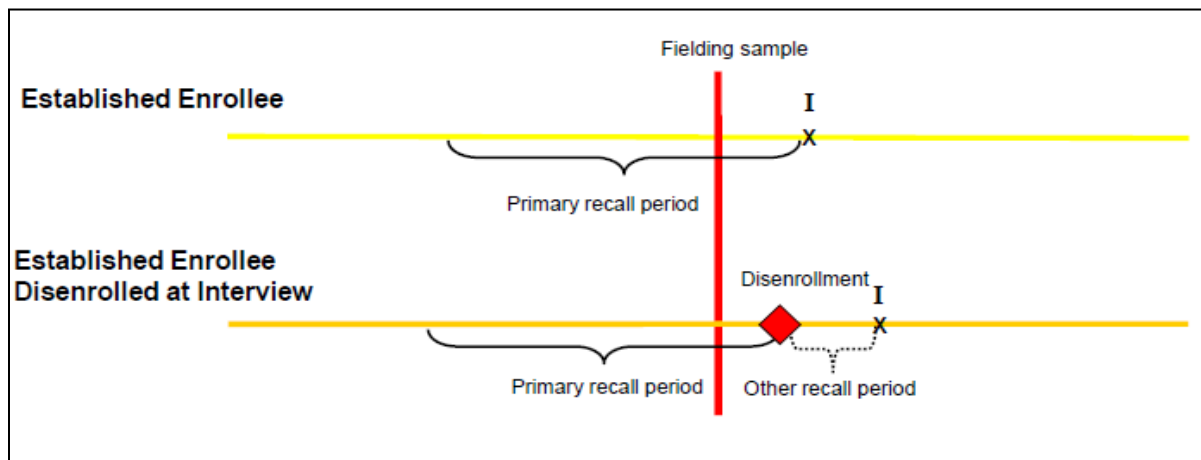 Fielding sample
Established Enrollee
I
X
Primary recall period
Established Enrollee
Disenrolled at Interview
Disenrollment
I
X
Primary recall period
Other recall period